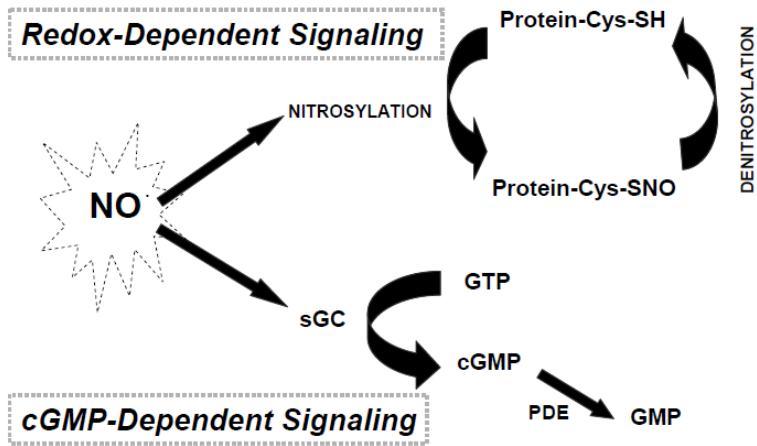 Redox-Dependent Signaling
Protein-Cys-SH
NITROSYLATION
DENITROSYLATION
Protein-Cys-SNO
NO·
GTP
sGC
cGMP
PDE
GMP
cGMP-Dependent Signaling